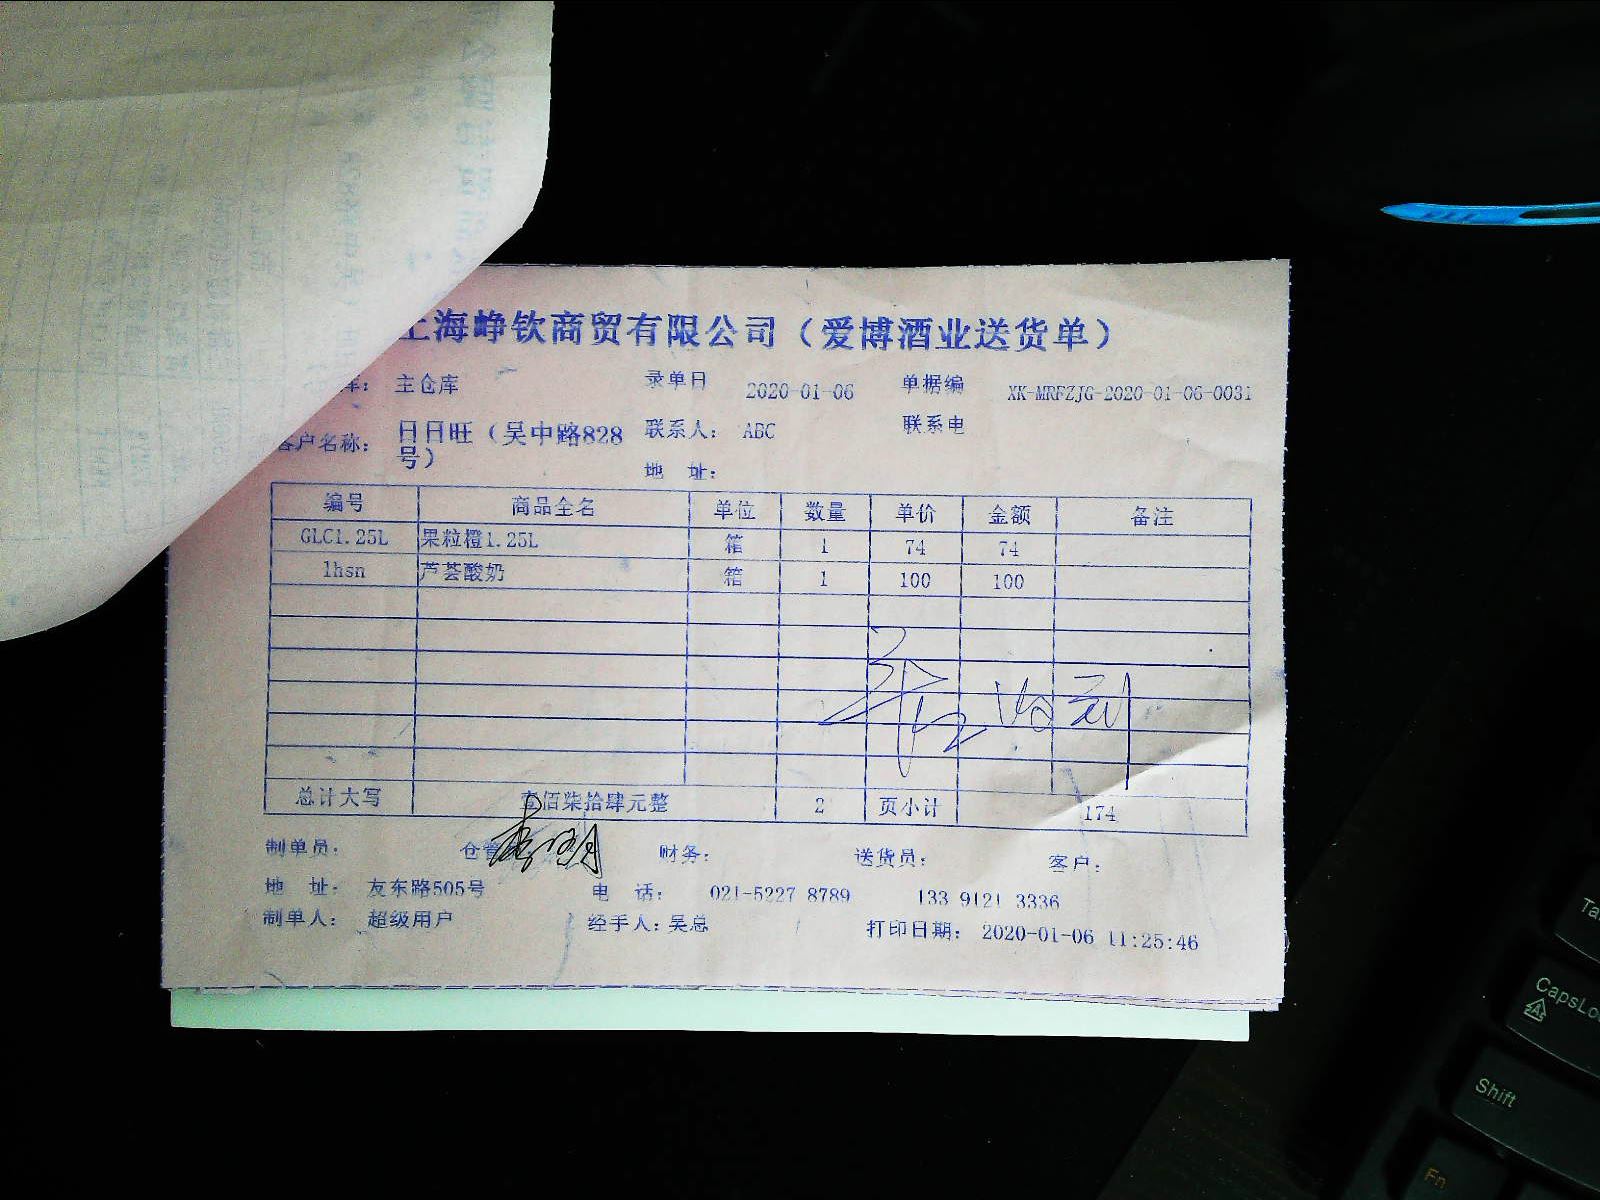 上海峥钦商贸有限公司（爱博酒业送货单）
库： 主仓库 录单日 2020-01-06 单据编 XK-MRFZJG-2020-01-06-0031
客户名称： 日日旺（吴中路828号） 联系人： ABC 联系电
地 址：
编号 商品全名 单位 数量 单价 金额 备注
GLC1.25L 果粒橙1.25L 箱 1 74 74
lhsn 芦荟酸奶 箱 1 100 100
总计大写 壹佰柒拾肆元整 2 页小计 174
制单员： 仓管 财务： 送货员： 客户：
地 址： 友东路505号 电 话： 021-5227 8789 133 9121 3336
制单人： 超级用户 经手人：吴总 打印日期： 2020-01-06 11:25:46
CapsLo
Shift
Fn
Ta